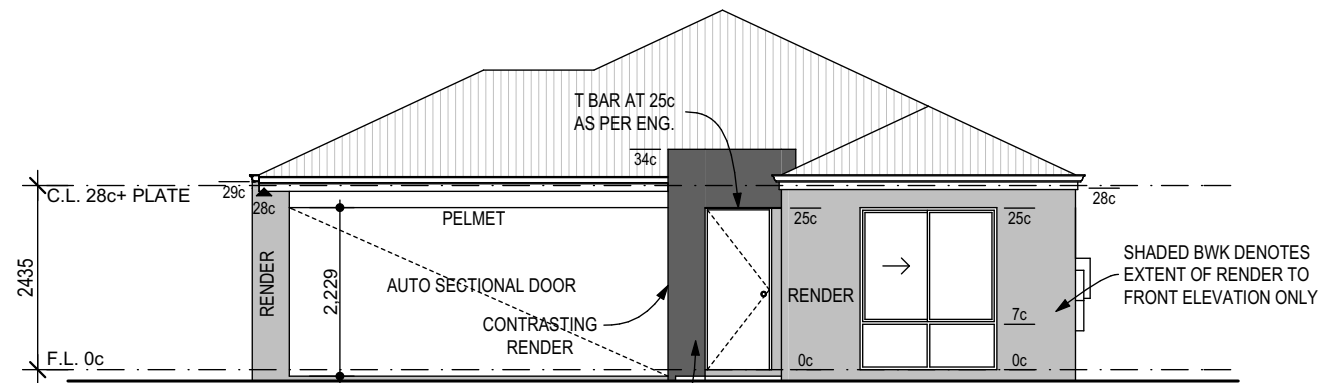 T BAR AT 25c
AS PER ENG.
34c
C.L. 28c+ PLATE
29c
28c
28c
PELMET
25c
25c
2435
RENDER
2,229
AUTO SECTIONAL DOOR
RENDER
SHADED BWK DENOTES
EXTENT OF RENDER TO
FRONT ELEVATION ONLY
CONTRASTING
RENDER
7c
F.L. 0c
0c
0c